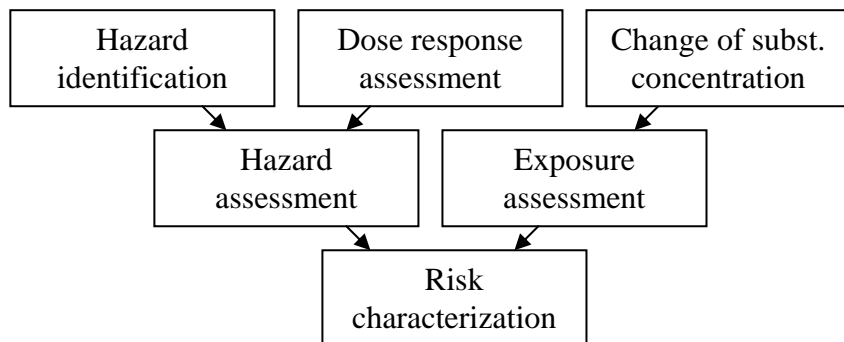 Hazard
identification
Dose response
assessment
Change of subst.
concentration
Hazard
assessment
Exposure
assessment
Risk
characterization